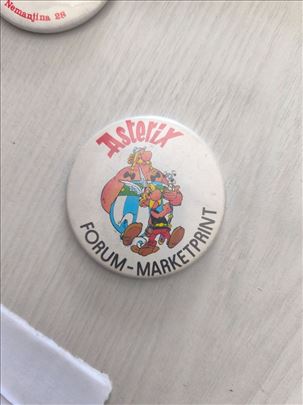 Nemanjina 28
Asterix
FORUM-MARKETPRINT